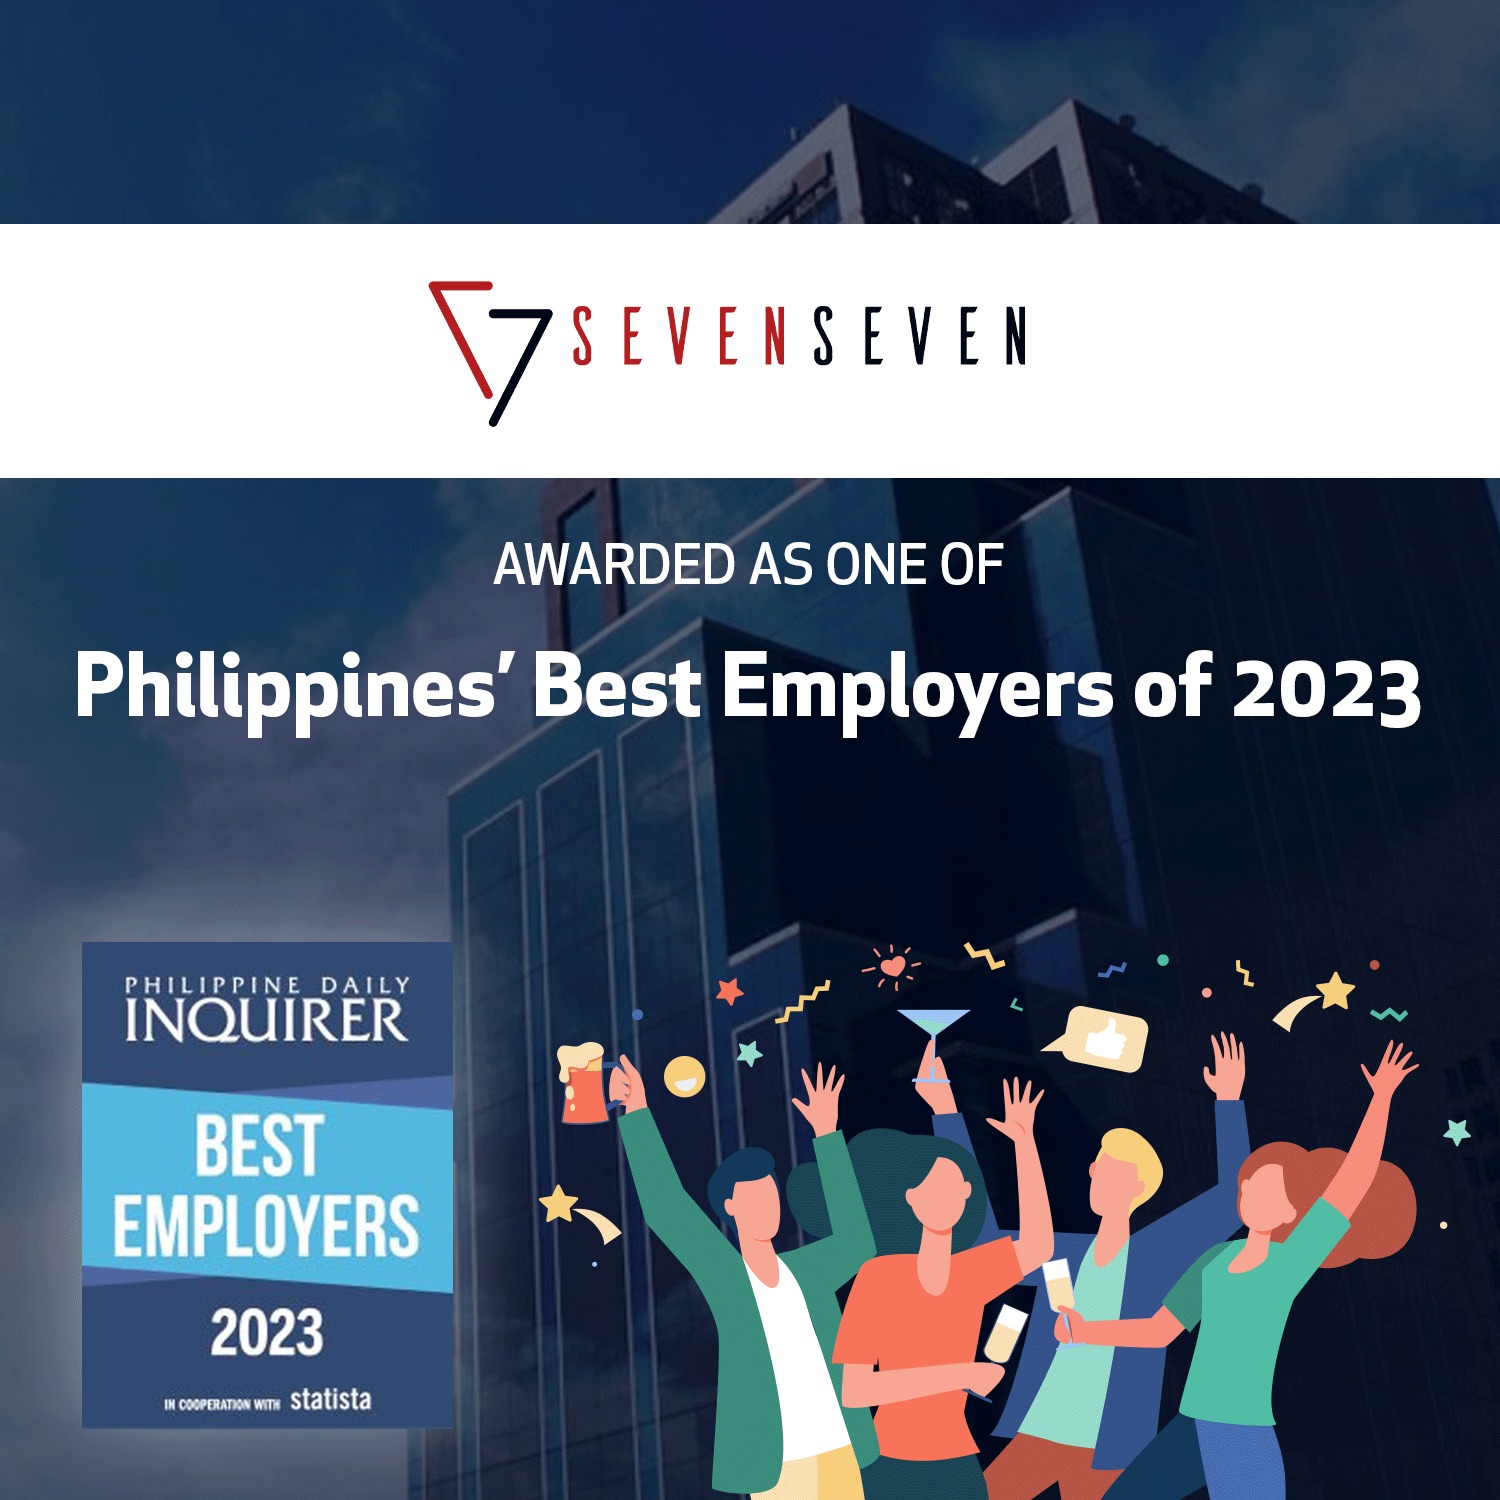 SEVENSEVEN
AWARDED AS ONE OF
Philippines’ Best Employers of 2023
PHILIPPINE DAILY
INQUIRER
BEST
EMPLOYERS
2023
IN COOPERATION WITH statista